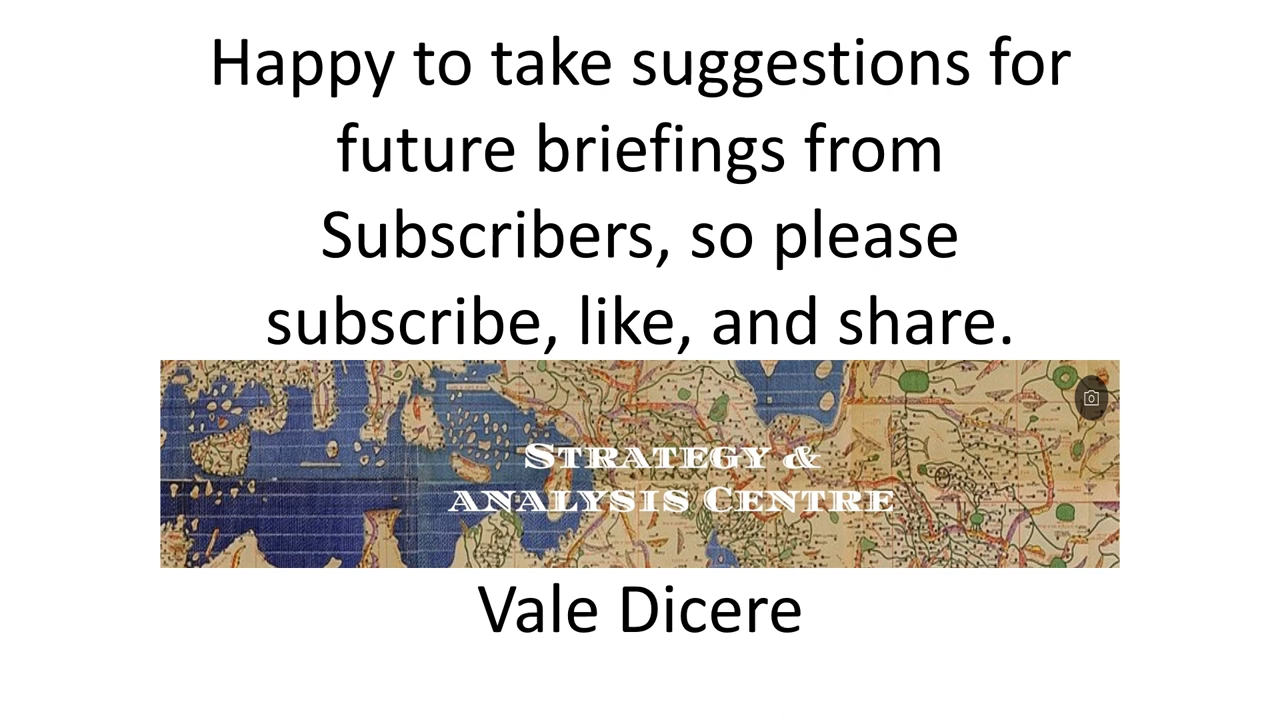 Happy to take suggestions for
future briefings from
Subscribers, so please
subscribe, like, and share.
STRATEGY &
ANALYSIS CENTRE
Vale Dicere